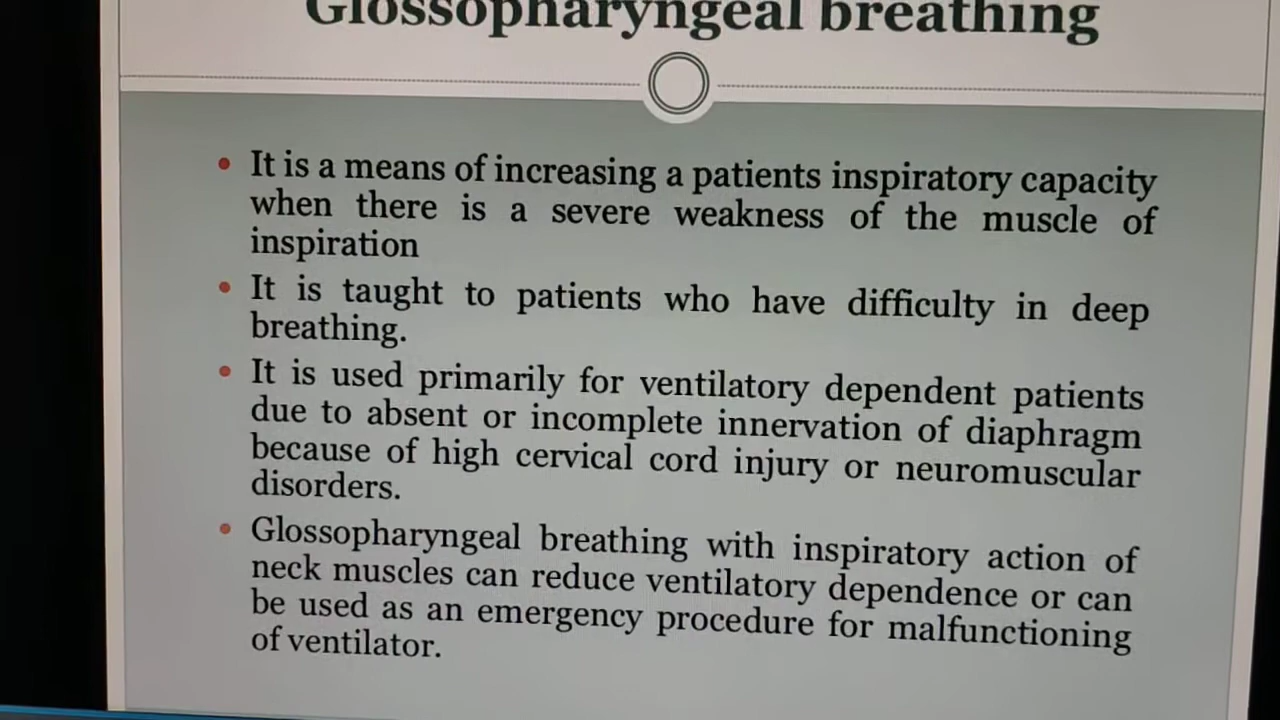 Glossopharyngeal breathing
• It is a means of increasing a patients inspiratory capacity
when there is a severe weakness of the muscle of
inspiration
• It is taught to patients who have difficulty in deep
breathing.
• It is used primarily for ventilatory dependent patients
due to absent or incomplete innervation of diaphragm
because of high cervical cord injury or neuromuscular
disorders.
• Glossopharyngeal breathing with inspiratory action of
neck muscles can reduce ventilatory dependence or can
be used as an emergency procedure for malfunctioning
of ventilator.